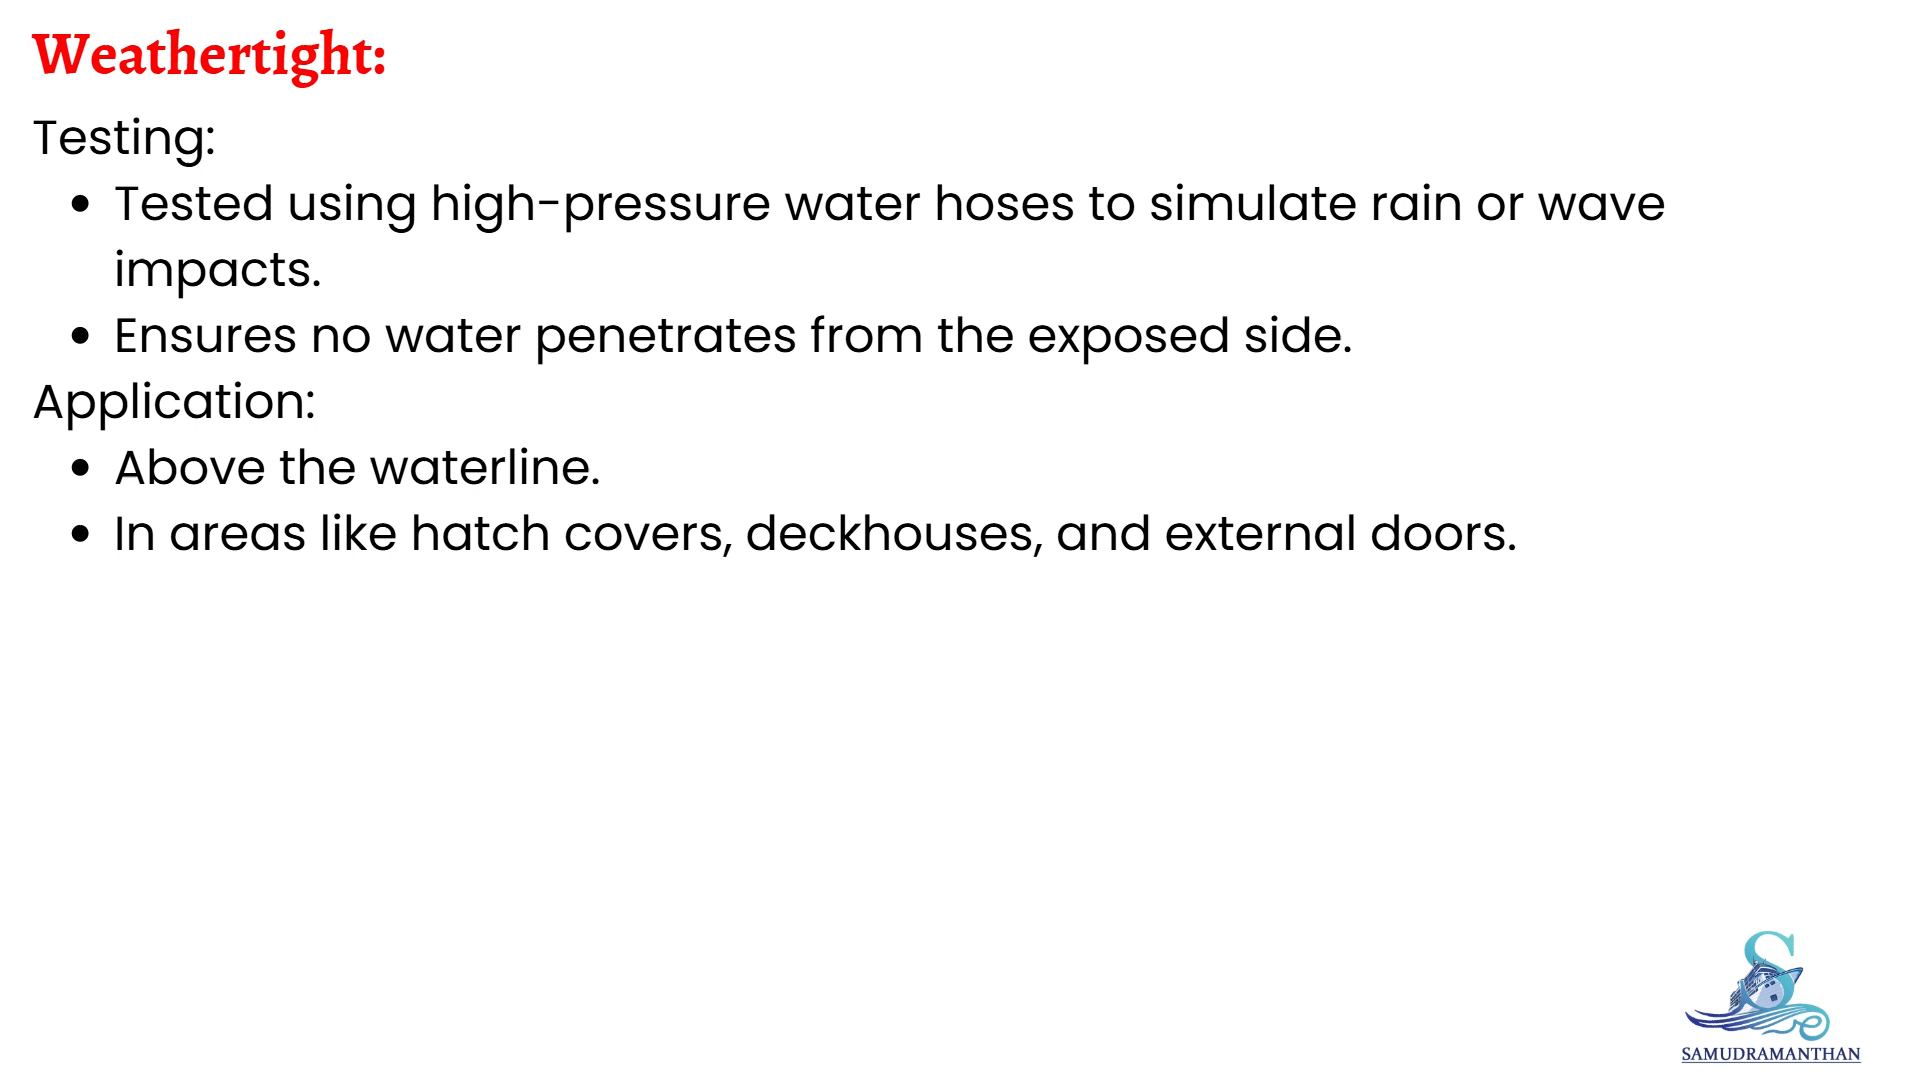 Weathertight:
Testing:
• Tested using high-pressure water hoses to simulate rain or wave
impacts.
• Ensures no water penetrates from the exposed side.
Application:
• Above the waterline.
• In areas like hatch covers, deckhouses, and external doors.
S
SAMUDRAMANTHAN